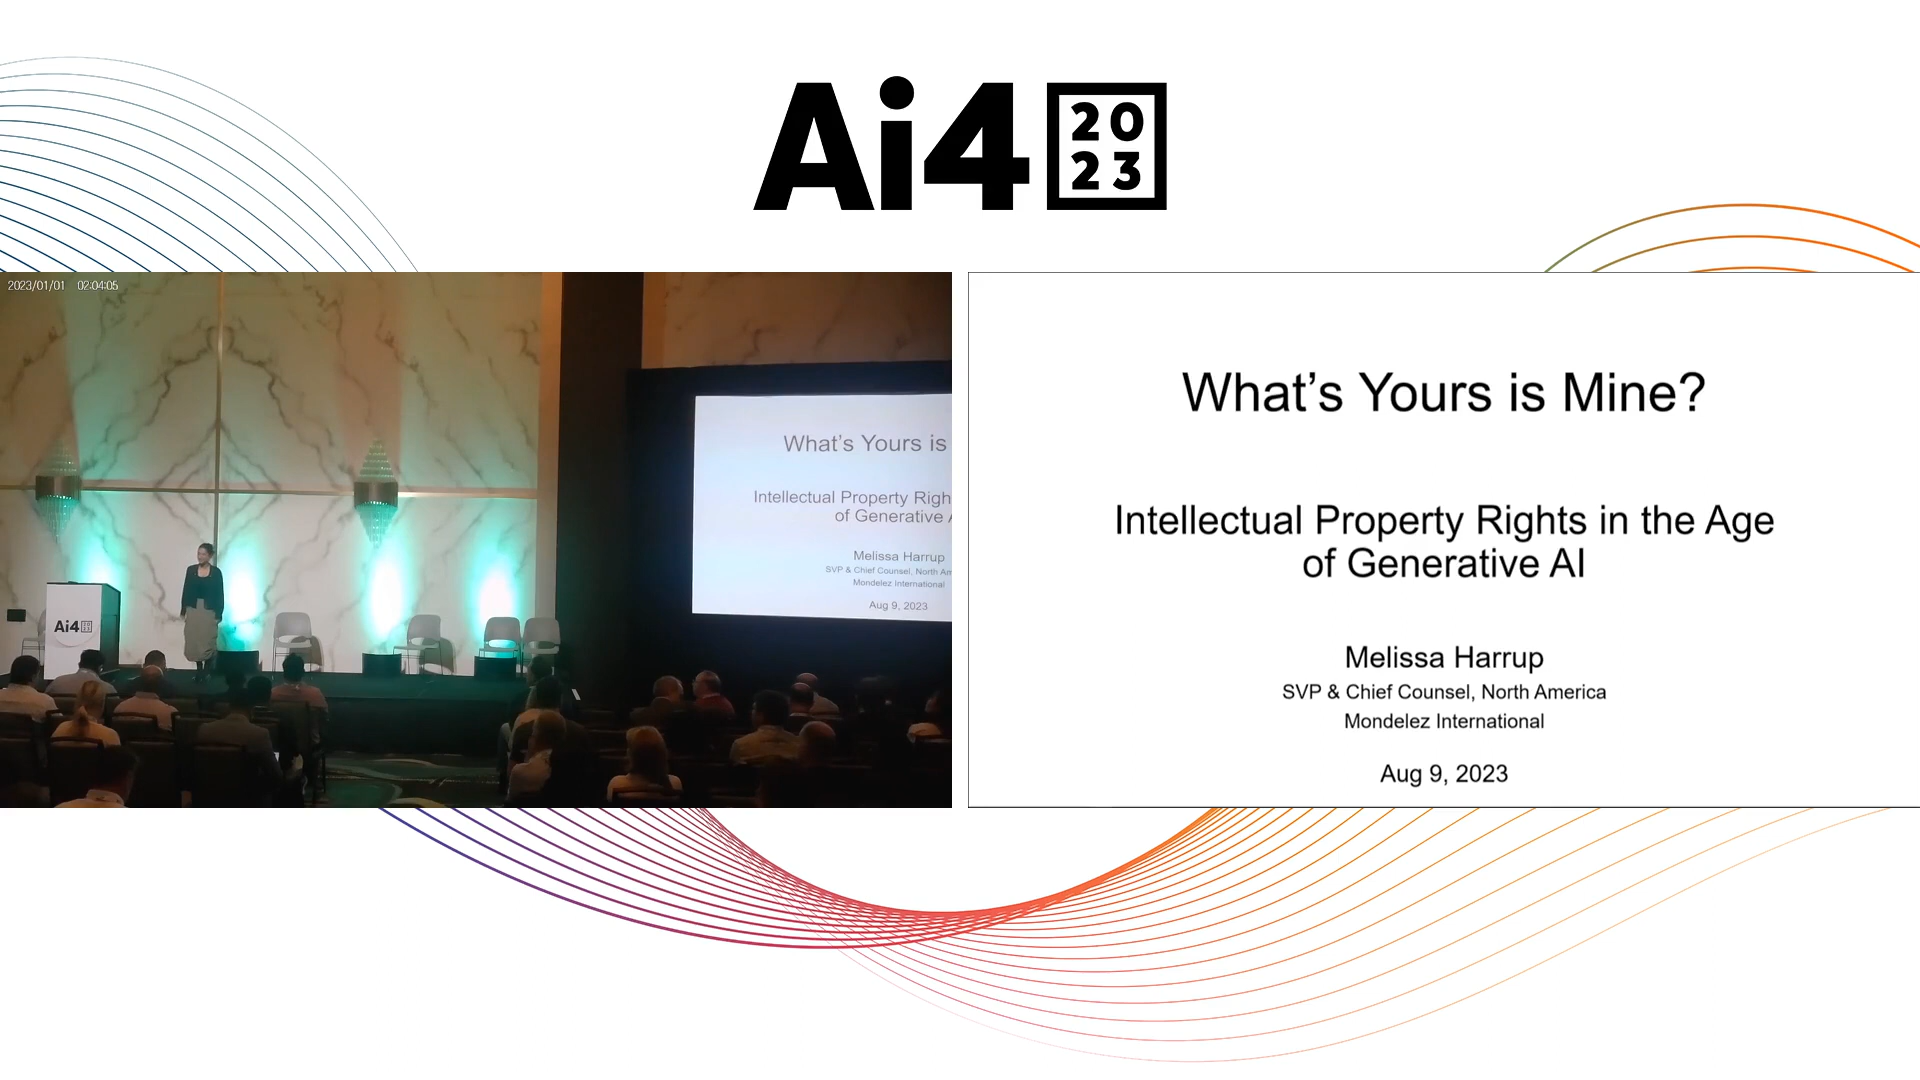 Ai4 20
23
2023/01/01 02:04:05
What's Yours is
Intellectual Property Righ
of Generative A
Melissa Harrup
SVP & Chief Counsel, North Am
Mondelez International
Aug 9, 2023
Ai4 20
23
What's Yours is Mine?
Intellectual Property Rights in the Age
of Generative AI
Melissa Harrup
SVP & Chief Counsel, North America
Mondelez International
Aug 9, 2023